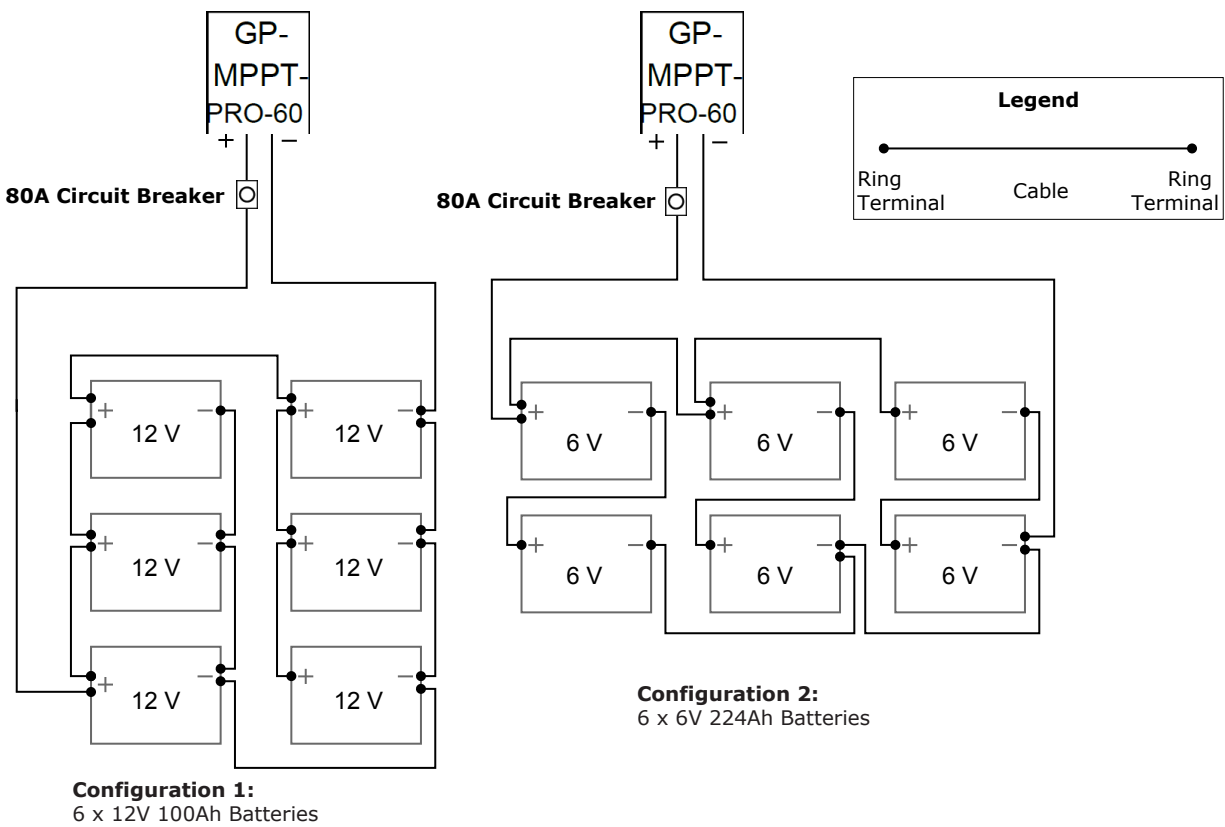 GP-
MPPT-
PRO-60
+ −
80A Circuit Breaker
+ − + −
12 V 12 V
+ − + −
12 V 12 V
+ − + −
12 V 12 V
Configuration 1:
6 x 12V 100Ah Batteries
GP-
MPPT-
PRO-60
+ −
80A Circuit Breaker
+ − + − + −
6 V 6 V 6 V
+ − + − + −
6 V 6 V 6 V
Configuration 2:
6 x 6V 224Ah Batteries
Legend
Ring
Terminal
Cable
Ring
Terminal